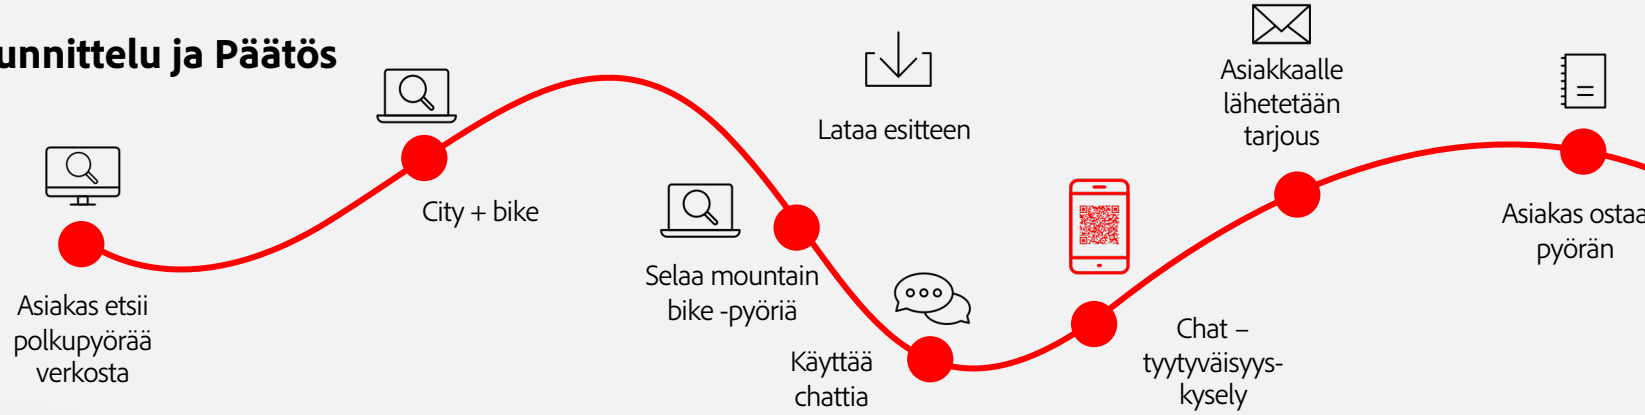 unnittelu ja Päätös
Asiakas etsii
polkupyörää
verkosta
City + bike
Selaa mountain
bike -pyöriä
Lataa esitteen
Käyttää
chattia
Chat –
tyytyväisyys-
kysely
Asiakkaalle
lähetetään
tarjous
Asiakas ostaa
pyörän